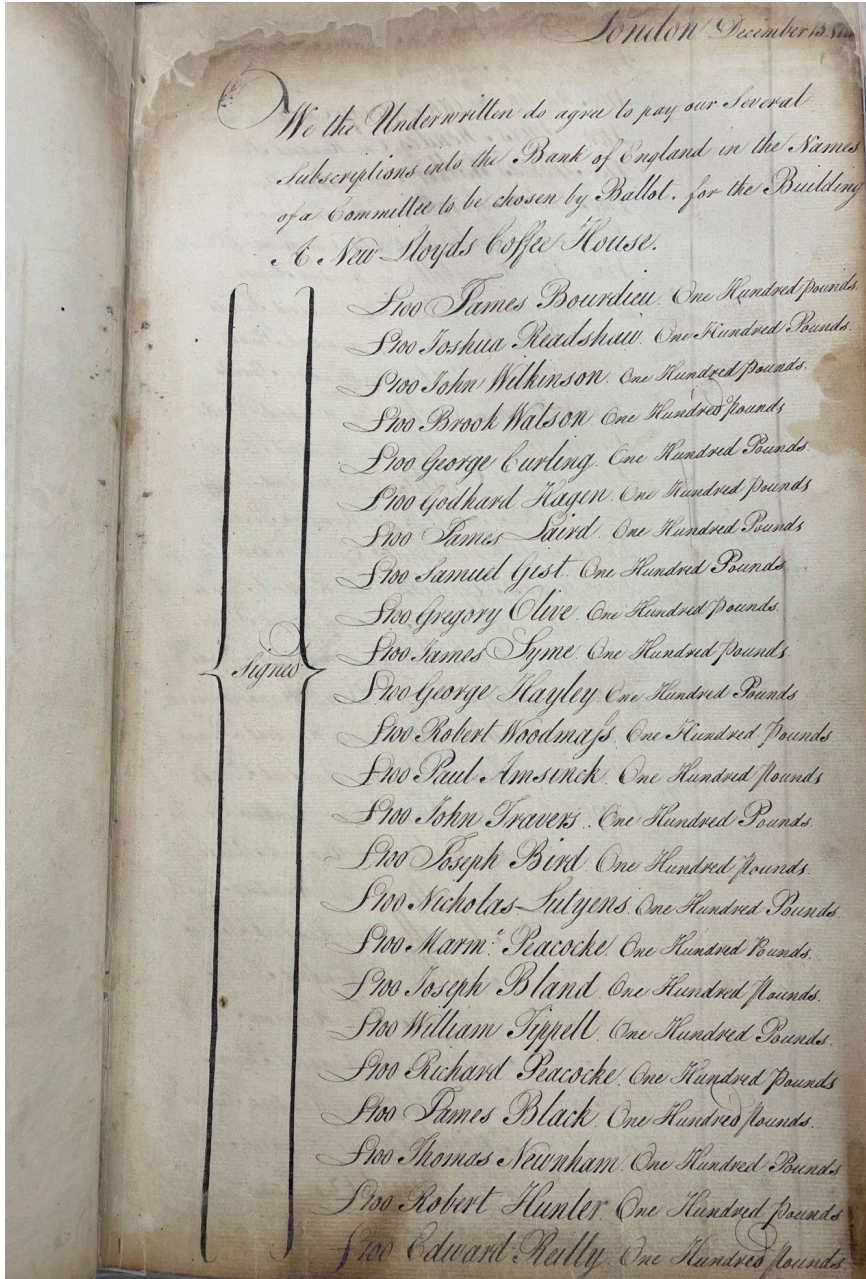 London December 13.
We the Underwritten do agree to pay our Several
Subscriptions into the Bank of England in the Names
of a Committee to be chosen by Ballot. for the Building
A New Lloyds Coffee House.
£100 James Bourdieu. One Hundred pounds.
£100 Joshua Readshaw. One Hundred Pounds.
£100 John Wilkinson. One Hundred pounds.
£100 Brook Watson One Hundred pounds
£100 George Curling. One Hundred Pounds.
£100 Godhard Hagen. One Hundred pounds
£100 James Laird. One Hundred Pounds
£100 Samuel Gist. One Hundred Pounds
£100 Gregory Olive. One Hundred pounds
Signed
£100 James Syme. One Hundred pounds
£100 George Hayley One Hundred Pounds
£100 Robert Woodmaſs. One Hundred pounds
£100 Paul Amsinck. One Hundred pounds
£100 John Travers. One Hundred Pounds
£100 Joseph Bird One Hundred pounds.
£100 Nicholas Lutyens. One Hundred Pounds.
£100 Marm.e Peacocke. One Hundred Pounds.
£100 Joseph Bland One Hundred pounds.
£100 William Tippell. One Hundred Pounds.
£100 Richard Peacocke. One Hundred pounds
£100 James Black. One Hundred pounds.
£100 Thomas Newnham. One Hundred Pounds
£100 Robert Hunter. One Hundred pounds
£100 Edward Reilly. One Hundred pounds.